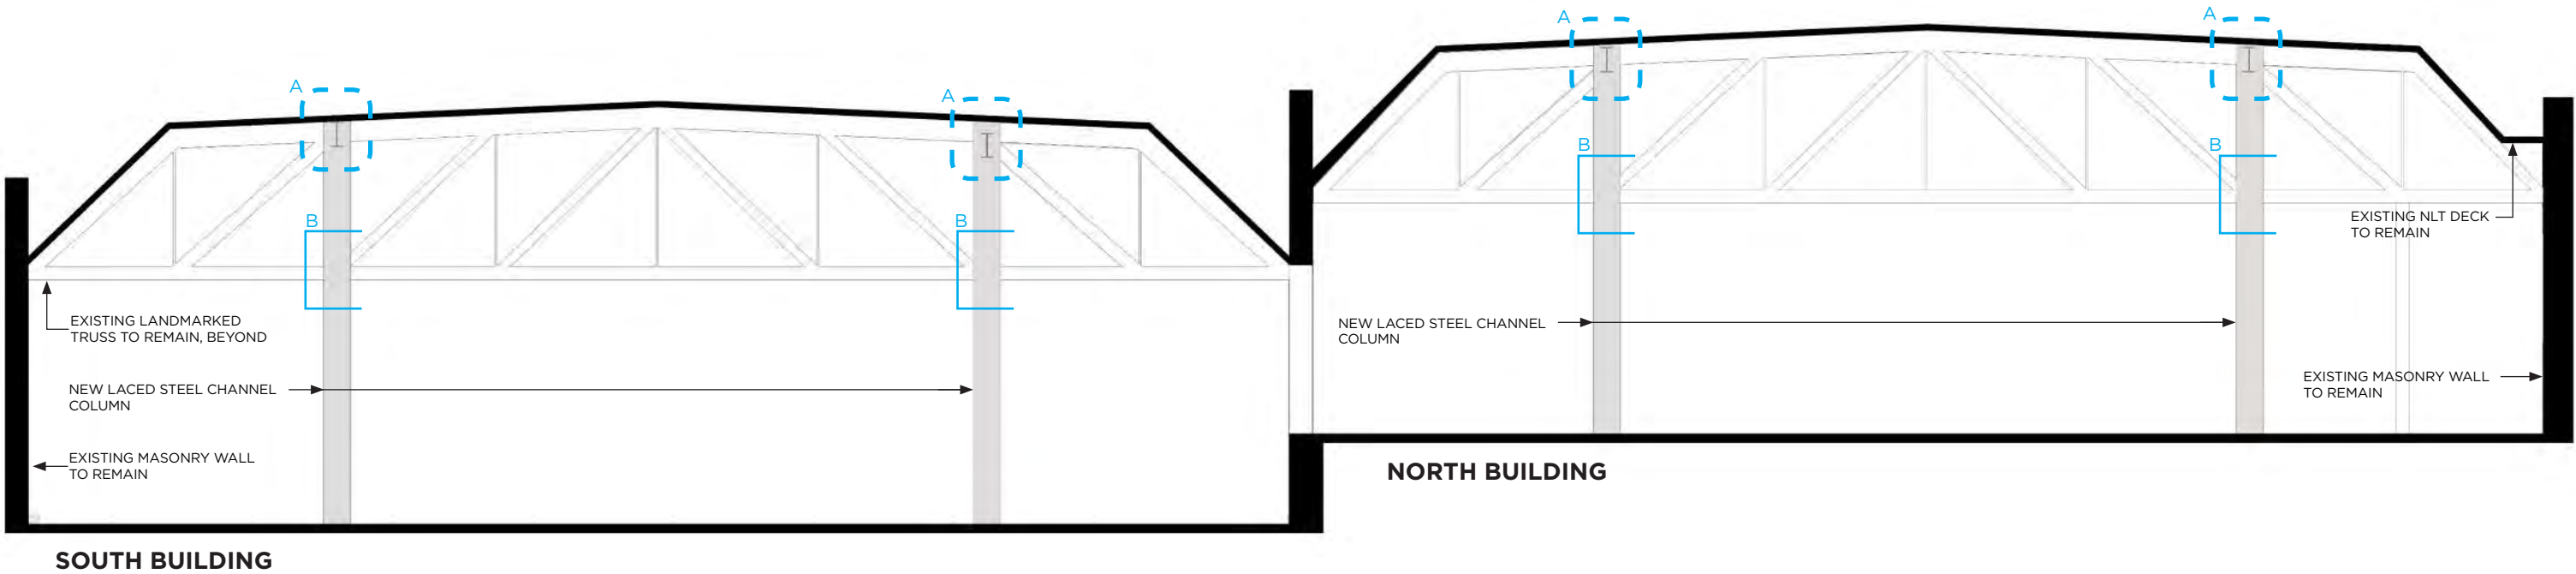 A
A
B
B
EXISTING LANDMARKED
TRUSS TO REMAIN, BEYOND
NEW LACED STEEL CHANNEL
COLUMN
EXISTING MASONRY WALL
TO REMAIN
SOUTH BUILDING
A
A
B
B
EXISTING NLT DECK
TO REMAIN
NEW LACED STEEL CHANNEL
COLUMN
EXISTING MASONRY WALL
TO REMAIN
NORTH BUILDING